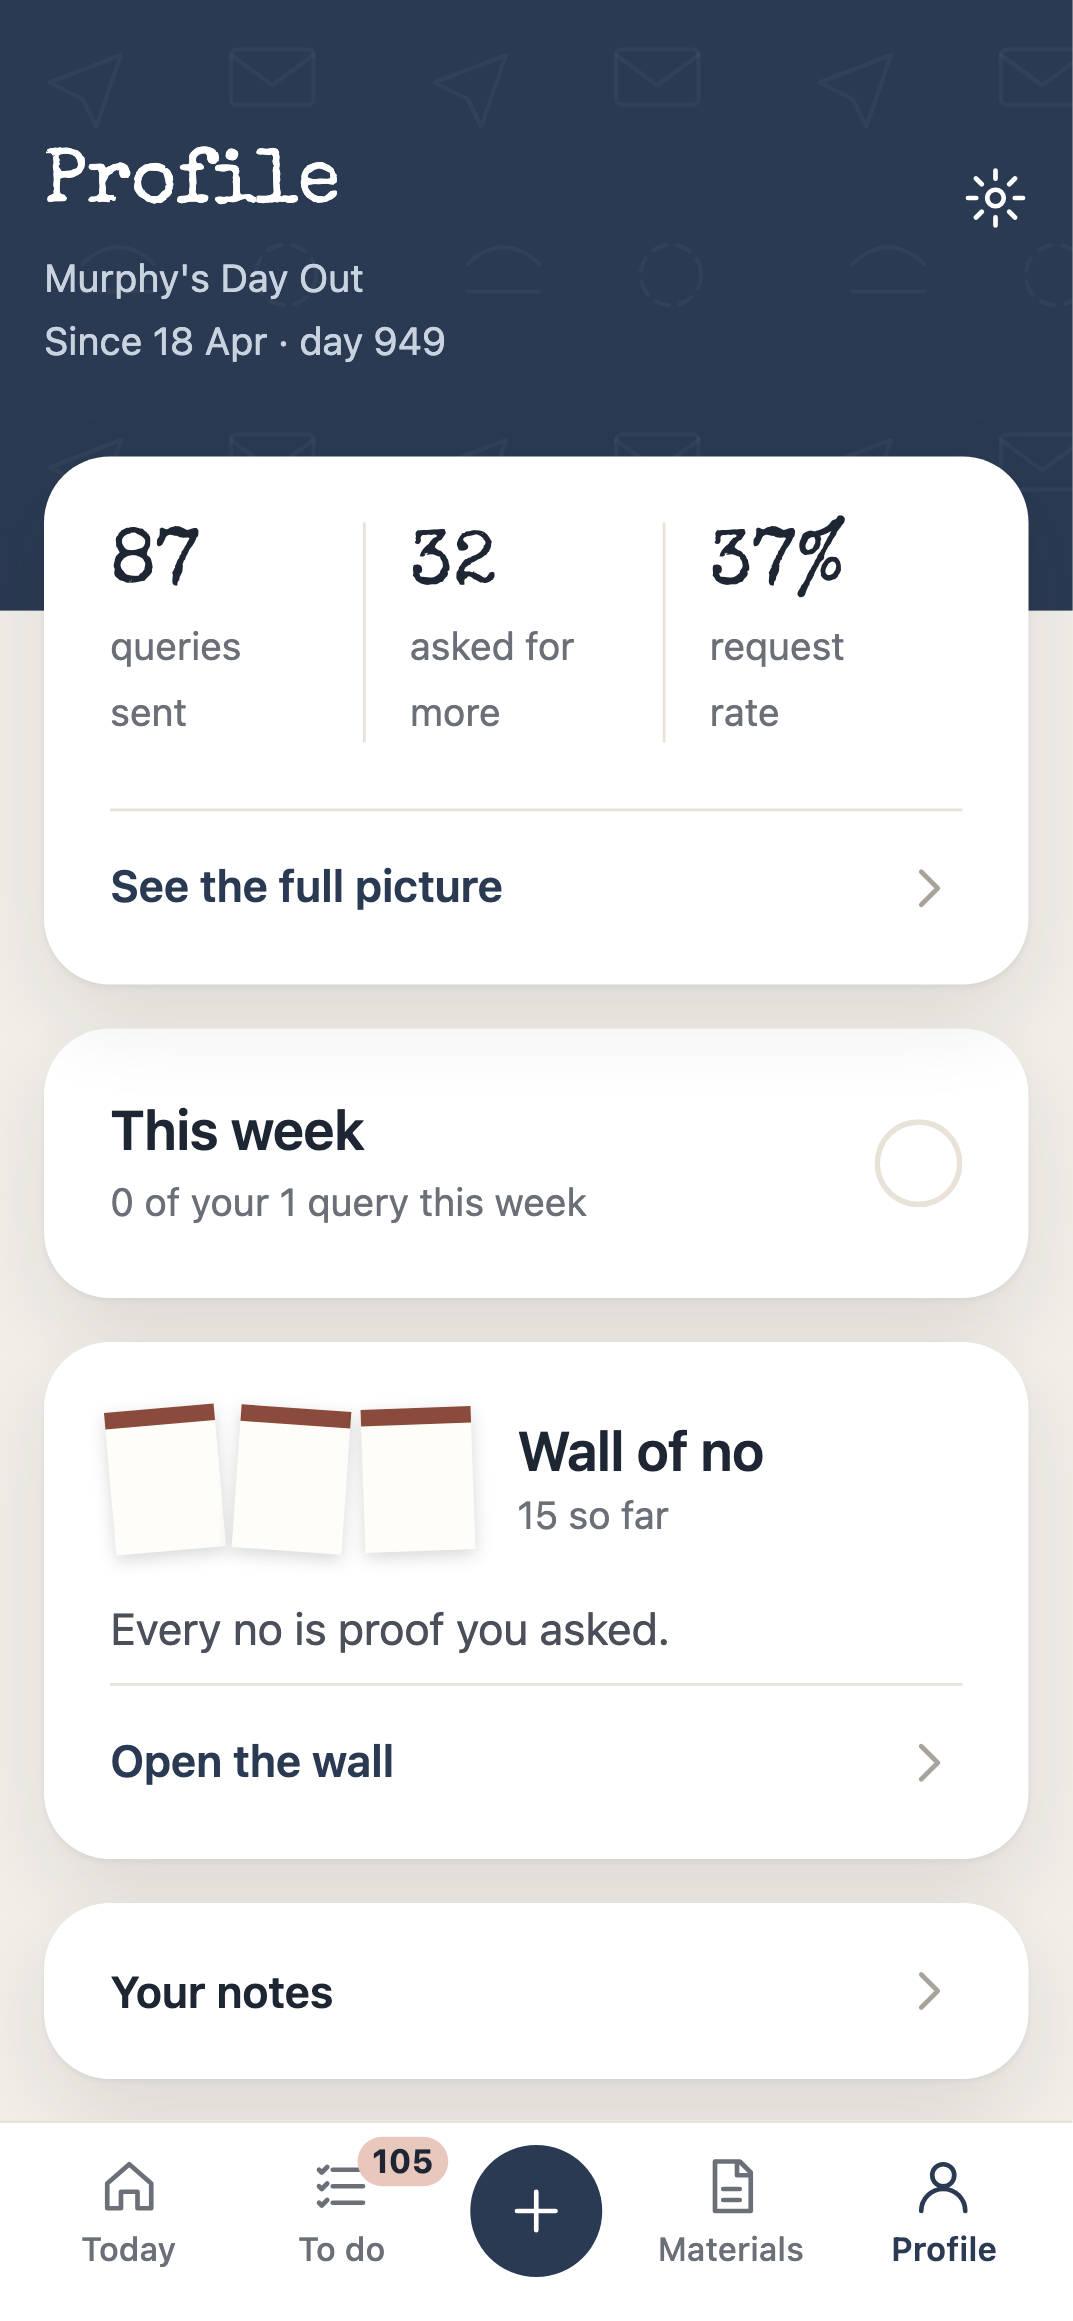 Profile
Murphy's Day Out
Since 18 Apr · day 949
87
queries
sent
32
asked for
more
37%
request
rate
See the full picture
This week
0 of your 1 query this week
Wall of no
15 so far
Every no is proof you asked.
Open the wall
Your notes
105
Today
To do
Materials
Profile